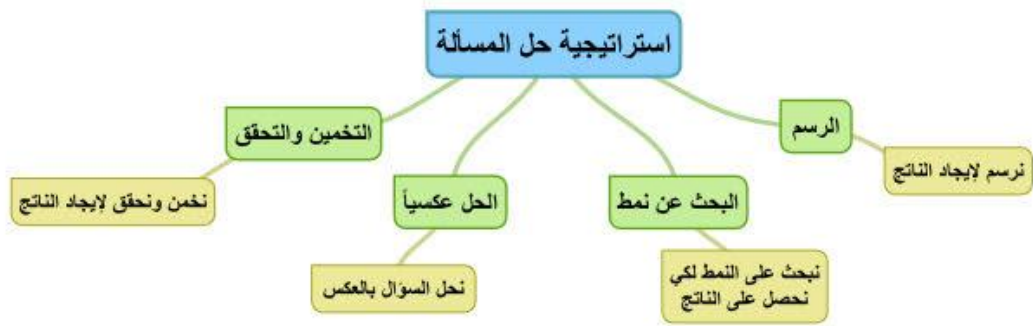 استراتيجية حل المسألة
الرسم
نرسم لإيجاد الناتج
البحث عن نمط
نبحث على النمط لكي
نحصل على الناتج
الحل عكسياً
نحل السؤال بالعكس
التخمين والتحقق
نخمن ونحقق لإيجاد الناتج